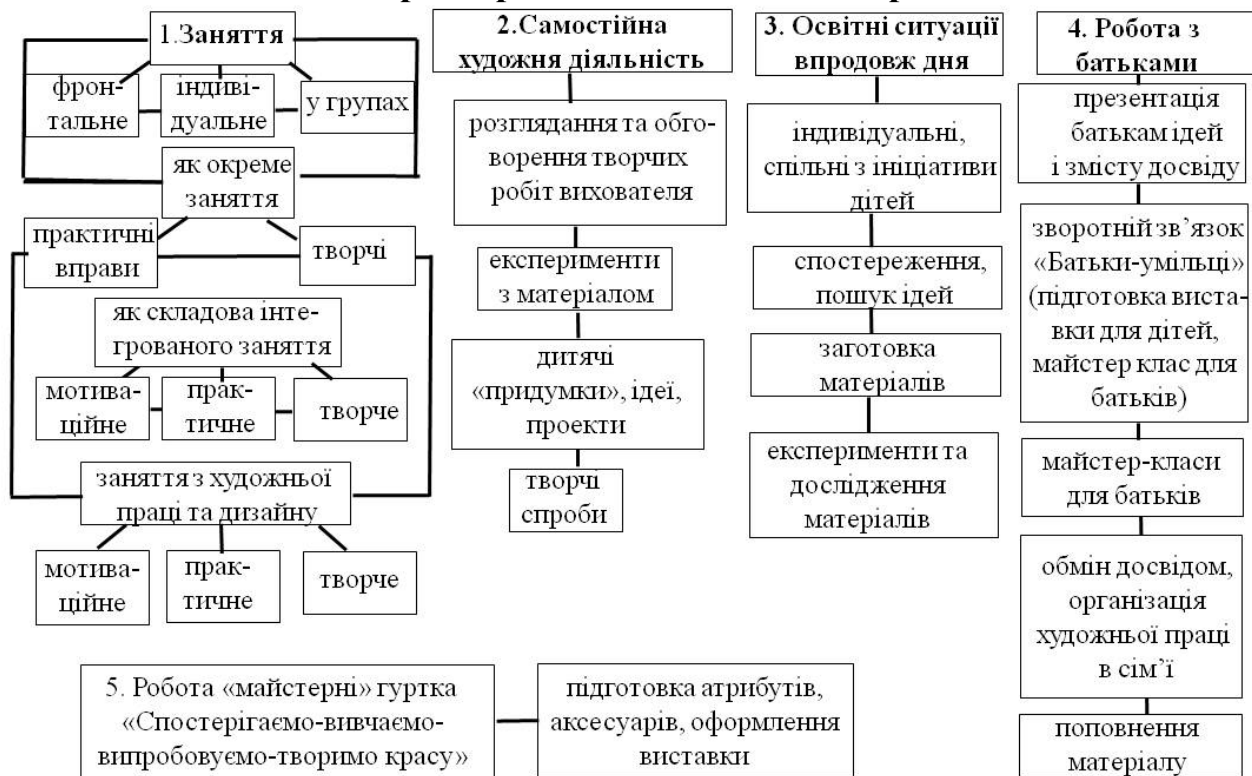 1.Заняття
фрон-
тальне
індиві-
дуальне
у групах
як окреме
заняття
практичні
вправи
творчі
як складова інте-
грованого заняття
мотива-
ційне
прак-
тичне
творче
заняття з художньої
праці та дизайну
мотива-
ційне
прак-
тичне
творче
2.Самостійна
художня діяльність
розглядання та обго-
ворення творчих
робіт вихователя
експерименти
з матеріалом
дитячі
«придумки», ідеї,
проекти
творчі
спроби
3. Освітні ситуації
впродовж дня
індивідуальні,
спільні з ініціативи
дітей
спостереження,
пошук ідей
заготовка
матеріалів
експерименти та
дослідження
матеріалів
4. Робота з
батьками
презентація
батькам ідей
і змісту досвіду
зворотній зв’язок
«Батьки-умільці»
(підготовка виста-
вки для дітей,
майстер клас для
батьків)
майстер-класи
для батьків
обмін досвідом,
організація
художньої праці
в сім’ї
поповнення
матеріалу
5. Робота «майстерні» гуртка
«Спостерігаємо-вивчаємо-
випробовуємо-творимо красу»
підготовка атрибутів,
аксесуарів, оформлення
виставки